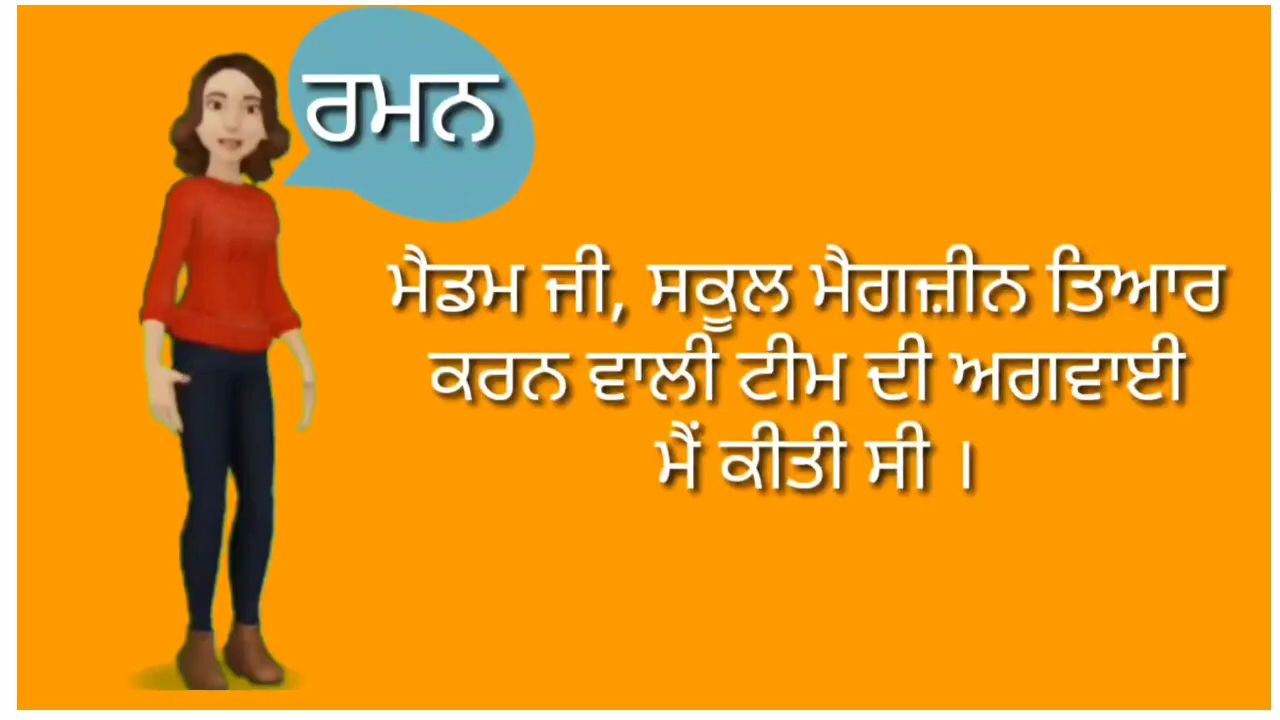 ਰਮਨ
ਮੈਡਮ ਜੀ, ਸਕੂਲ ਮੈਗਜ਼ੀਨ ਤਿਆਰ
ਕਰਨ ਵਾਲੀ ਟੀਮ ਦੀ ਅਗਵਾਈ
ਮੈਂ ਕੀਤੀ ਸੀ ।